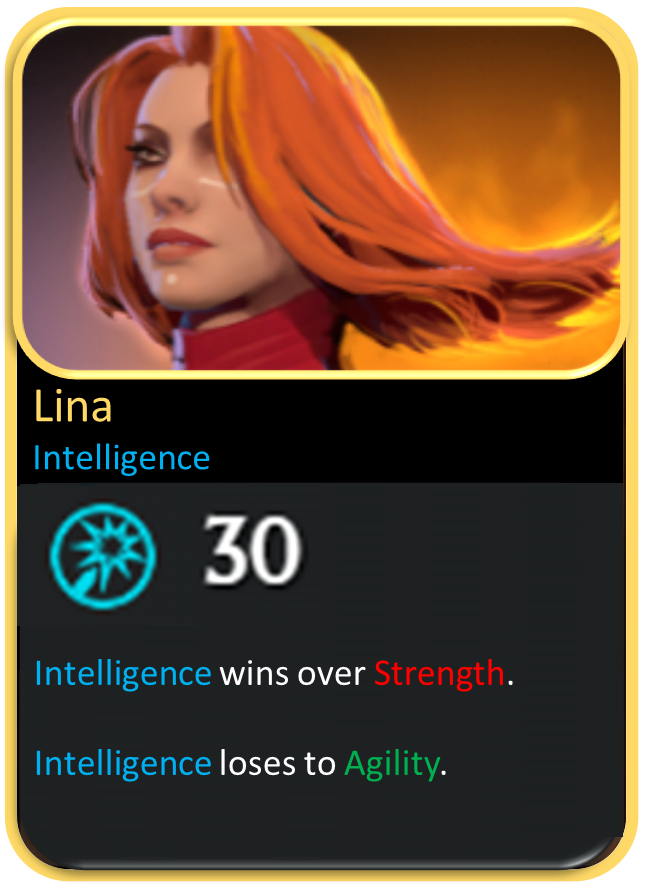 Lina
Intelligence
30
Intelligence wins over Strength.
Intelligence loses to Agility.